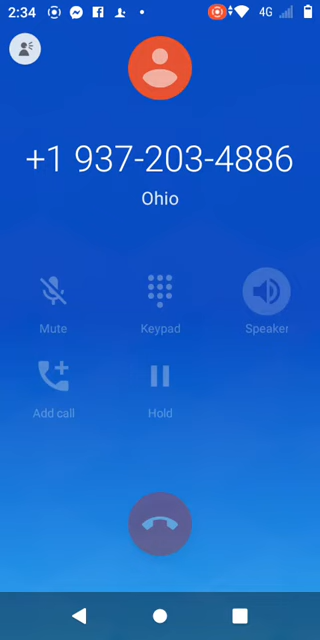 2:34
4G
+1 937-203-4886
Ohio
Mute
Keypad
Speaker
Add call
Hold